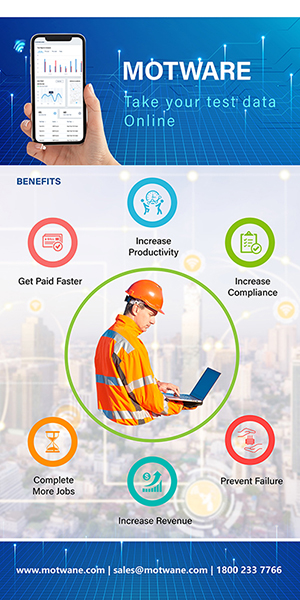 MOTWARE
Take your test data
Online
BENEFITS
Increase
Productivity
Get Paid Faster
Increase
Compliance
Complete
More Jobs
Prevent Failure
Increase Revenue
www.motwane.com | sales@motwane.com | 1800 233 7766